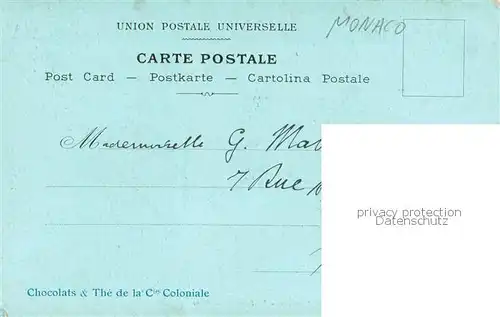 UNION POSTALE UNIVERSELLE
MONACO
CARTE POSTALE
Post Card — Postkarte — Cartolina Postale
Mademoiselle G.
7 Rue
privacy protection
Datenschutz
Chocolats & Thé de la Cie Coloniale